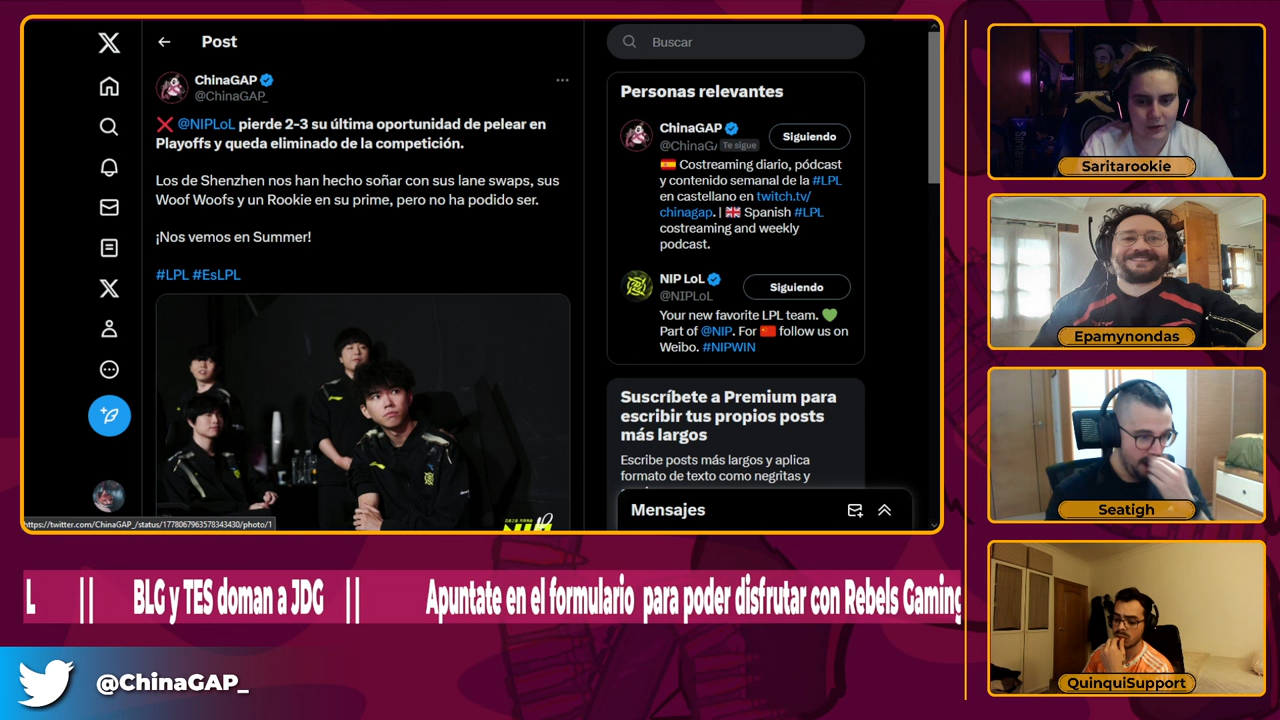 Post
Buscar
ChinaGAP
@ChinaGAP_
❌ @NIPLoL pierde 2-3 su última oportunidad de pelear en
Playoffs y queda eliminado de la competición.
Los de Shenzhen nos han hecho soñar con sus lane swaps, sus
Woof Woofs y un Rookie en su prime, pero no ha podido ser.
¡Nos vemos en Summer!
#LPL #EsLPL
Personas relevantes
ChinaGAP
@ChinaGA Te sigue
Siguiendo
🇪🇸 Costreaming diario, pódcast
y contenido semanal de la #LPL
en castellano en twitch.tv/
chinagap. | 🇬🇧 Spanish #LPL
costreaming and weekly
podcast.
NIP LoL
@NIPLoL
Siguiendo
Your new favorite LPL team. 💚
Part of @NIP. For 🇨🇳 follow us on
Weibo. #NIPWIN
Suscríbete a Premium para
escribir tus propios posts
más largos
Escribe posts más largos y aplica
formato de texto como negritas y
Mensajes
https://twitter.com/ChinaGAP_/status/1778067963578343430/photo/1
Saritarookie
Epamynondas
Seatigh
QuinquiSupport
L || BLG y TES doman a JDG || Apuntate en el formulario para poder disfrutar con Rebels Gaming
@ChinaGAP_